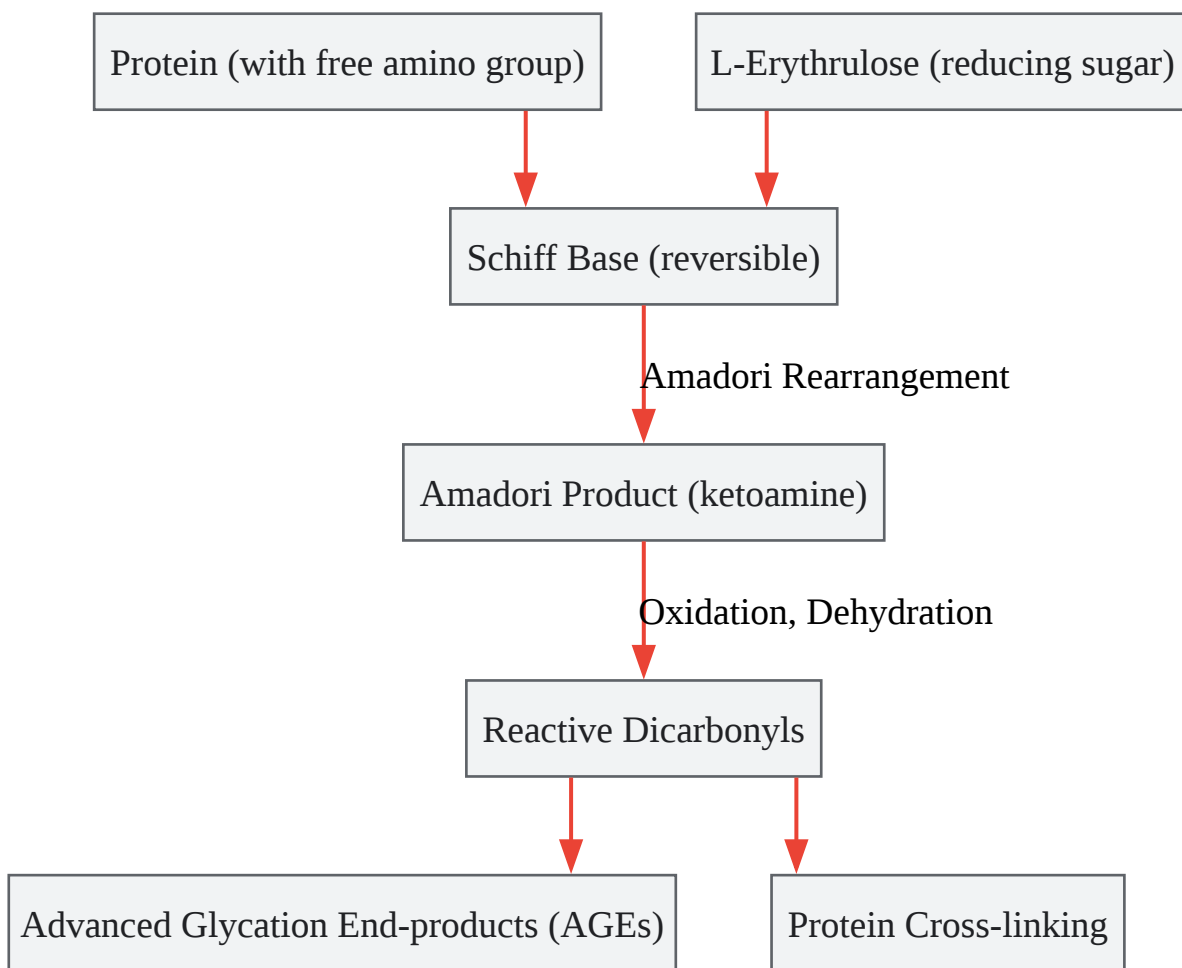 Protein (with free amino group)
L-Erythrulose (reducing sugar)
Schiff Base (reversible)
Amadori Rearrangement
Amadori Product (ketoamine)
Oxidation, Dehydration
Reactive Dicarbonyls
Advanced Glycation End-products (AGEs)
Protein Cross-linking